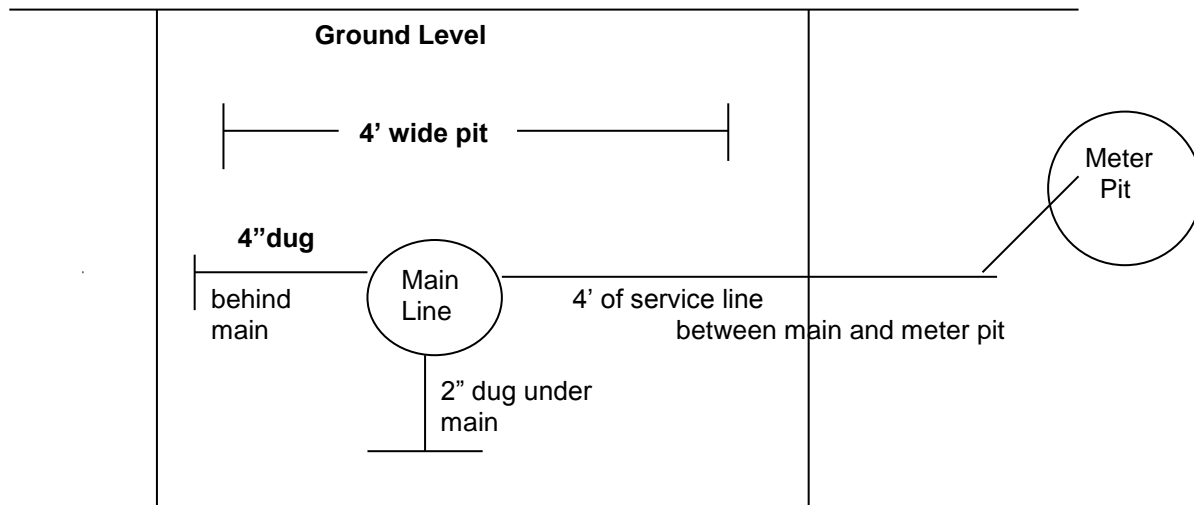 Ground Level
4’ wide pit
Meter
Pit
4”dug
behind
main
Main
Line
4’ of service line
between main and meter pit
2” dug under
main